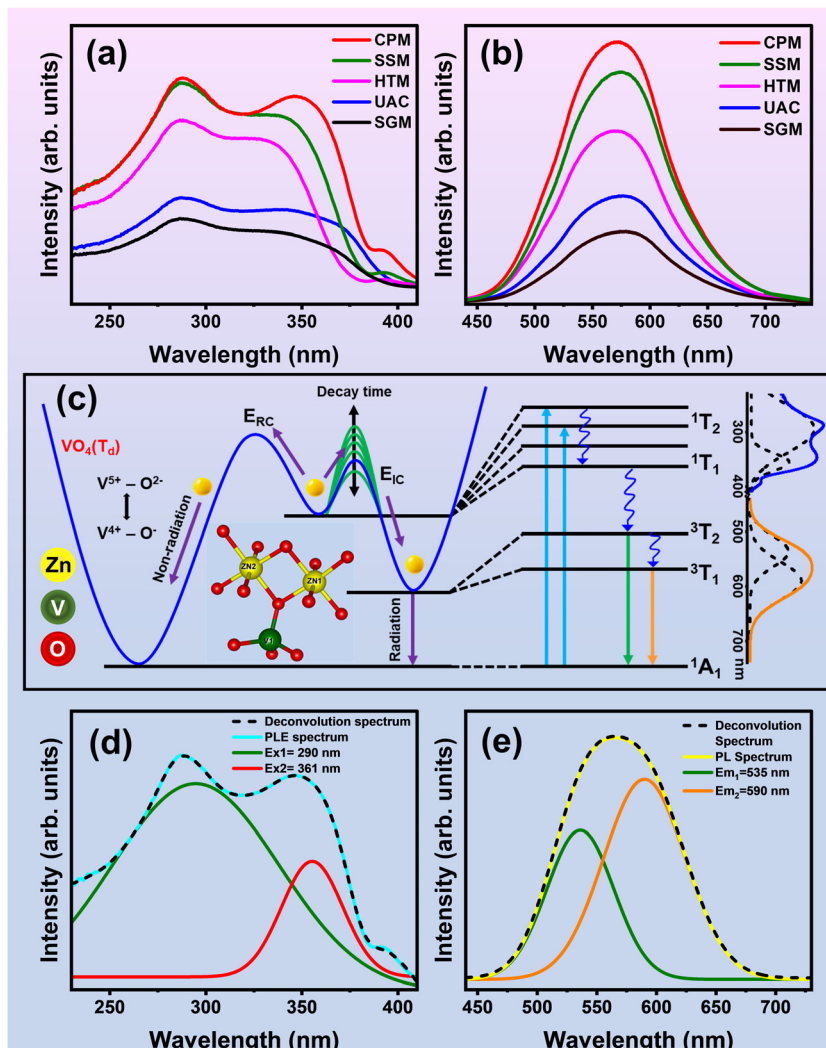 (a)
CPM
SSM
HTM
UAC
SGM
Intensity (arb. units)
250 300 350 400
Wavelength (nm)
(b)
CPM
SSM
HTM
UAC
SGM
Intensity (arb. units)
450 500 550 600 650 700
Wavelength (nm)
(c)
VO₄(T_d)
V⁵⁺ – O²⁻
V⁴⁺ – O⁻
Zn
V
O
Non-radiation
E_RC
Decay time
E_IC
Radiation
ZN2
ZN1
V1
¹T₂
¹T₁
³T₂
³T₁
¹A₁
300
400
500
600
700 nm
(d)
Deconvolution spectrum
PLE spectrum
Ex1= 290 nm
Ex2= 361 nm
Intensity (arb. units)
250 300 350 400
Wavelength (nm)
(e)
Deconvolution
Spectrum
PL Spectrum
Em₁=535 nm
Em₂=590 nm
Intensity (arb. units)
450 500 550 600 650 700
Wavelength (nm)